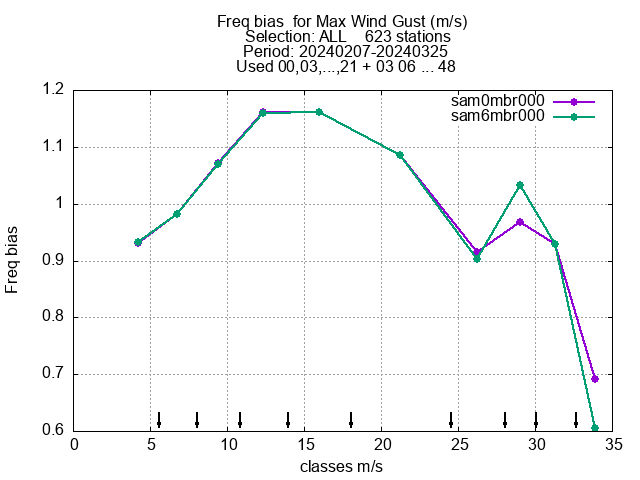 Freq bias  for Max Wind Gust (m/s)
Selection: ALL    623 stations
Period: 20240207-20240325
Used 00,03,...,21 + 03 06 ... 48
sam0mbr000
sam6mbr000
1.2
1.1
1
0.9
0.8
0.7
0.6
Freq bias
0 5 10 15 20 25 30 35
classes m/s